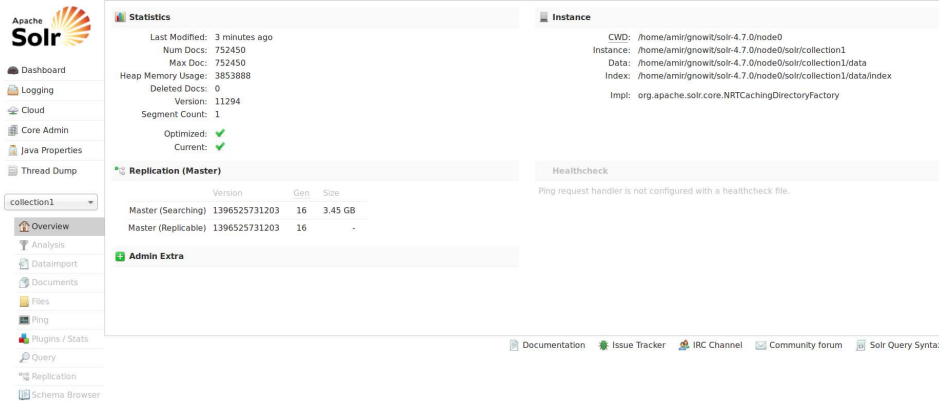 Apache
Solr
Dashboard
Logging
Cloud
Core Admin
Java Properties
Thread Dump
collection1
Overview
Analysis
Dataimport
Documents
Files
Ping
Plugins / Stats
Query
Replication
Schema Browser
Statistics
Last Modified: 3 minutes ago
Num Docs: 752450
Max Doc: 752450
Heap Memory Usage: 3853888
Deleted Docs: 0
Version: 11294
Segment Count: 1
Optimized:
Current:
Instance
CWD: /home/amir/gnowit/solr-4.7.0/node0
Instance: /home/amir/gnowit/solr-4.7.0/node0/solr/collection1
Data: /home/amir/gnowit/solr-4.7.0/node0/solr/collection1/data
Index: /home/amir/gnowit/solr-4.7.0/node0/solr/collection1/data/index
Impl: org.apache.solr.core.NRTCachingDirectoryFactory
Replication (Master)
Version Gen Size
Master (Searching) 1396525731203 16 3.45 GB
Master (Replicable) 1396525731203 16 -
Healthcheck
Ping request handler is not configured with a healthcheck file.
Admin Extra
Documentation Issue Tracker IRC Channel Community forum Solr Query Synta